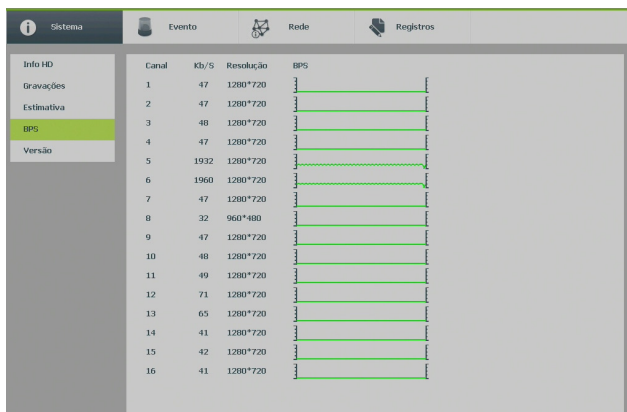 Sistema Evento Rede Registros
Info HD
Gravações
Estimativa
BPS
Versão
Canal Kb/S Resolução BPS
1 47 1280*720
2 47 1280*720
3 48 1280*720
4 47 1280*720
5 1932 1280*720
6 1960 1280*720
7 47 1280*720
8 32 960*480
9 47 1280*720
10 48 1280*720
11 49 1280*720
12 71 1280*720
13 65 1280*720
14 41 1280*720
15 42 1280*720
16 41 1280*720